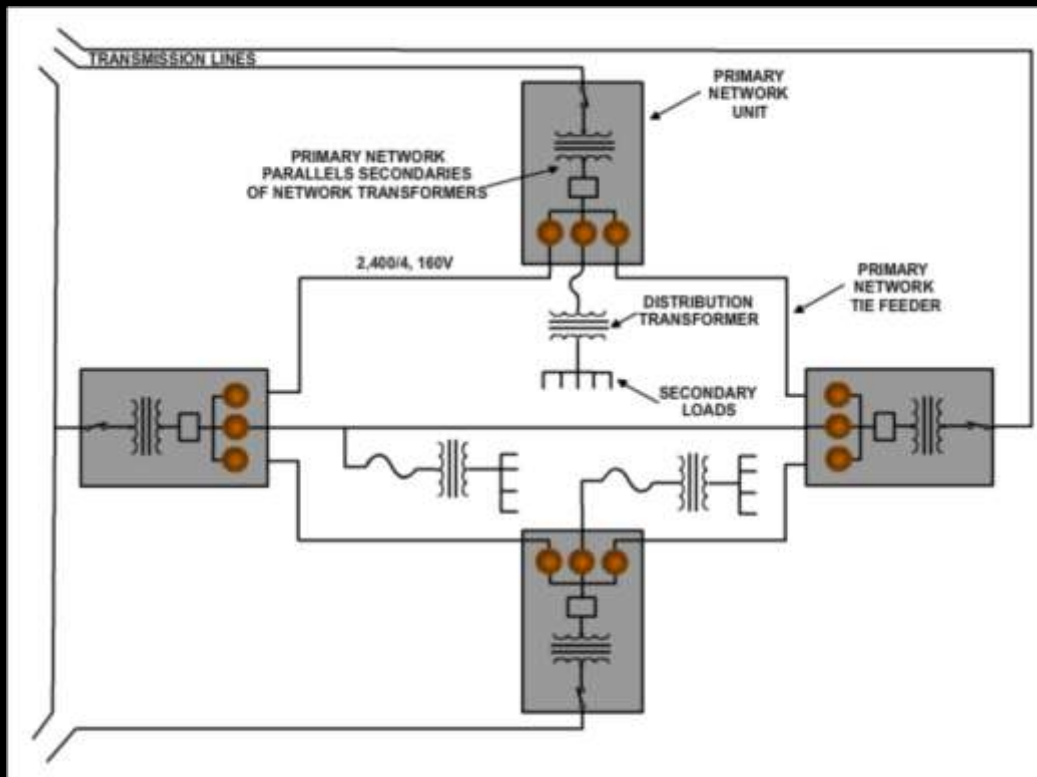 TRANSMISSION LINES
PRIMARY
NETWORK
UNIT
PRIMARY NETWORK
PARALLELS SECONDARIES
OF NETWORK TRANSFORMERS
2,400/4, 160V
PRIMARY
NETWORK
TIE FEEDER
DISTRIBUTION
TRANSFORMER
SECONDARY
LOADS